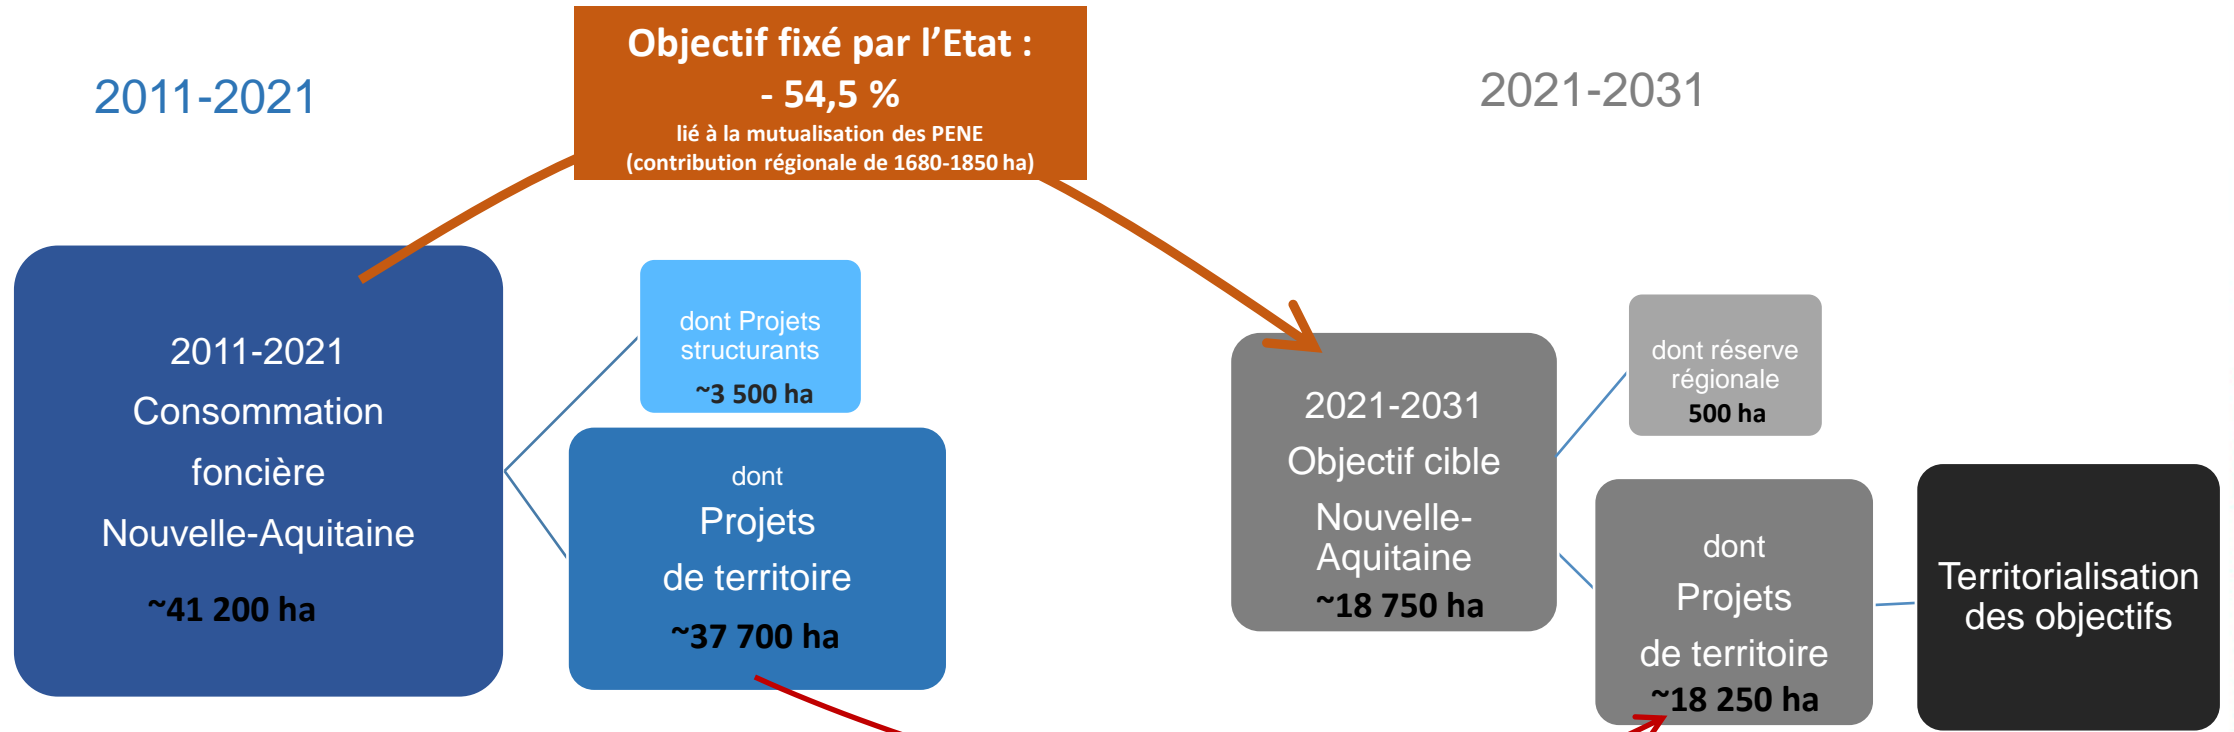 2011-2021
Objectif fixé par l’Etat :
- 54,5 %
lié à la mutualisation des PENE
(contribution régionale de 1680-1850 ha)
2021-2031
2011-2021
Consommation
foncière
Nouvelle-Aquitaine
~41 200 ha
dont Projets
structurants
~3 500 ha
dont
Projets
de territoire
~37 700 ha
2021-2031
Objectif cible
Nouvelle-
Aquitaine
~18 750 ha
dont réserve
régionale
500 ha
dont
Projets
de territoire
~18 250 ha
Territorialisation
des objectifs